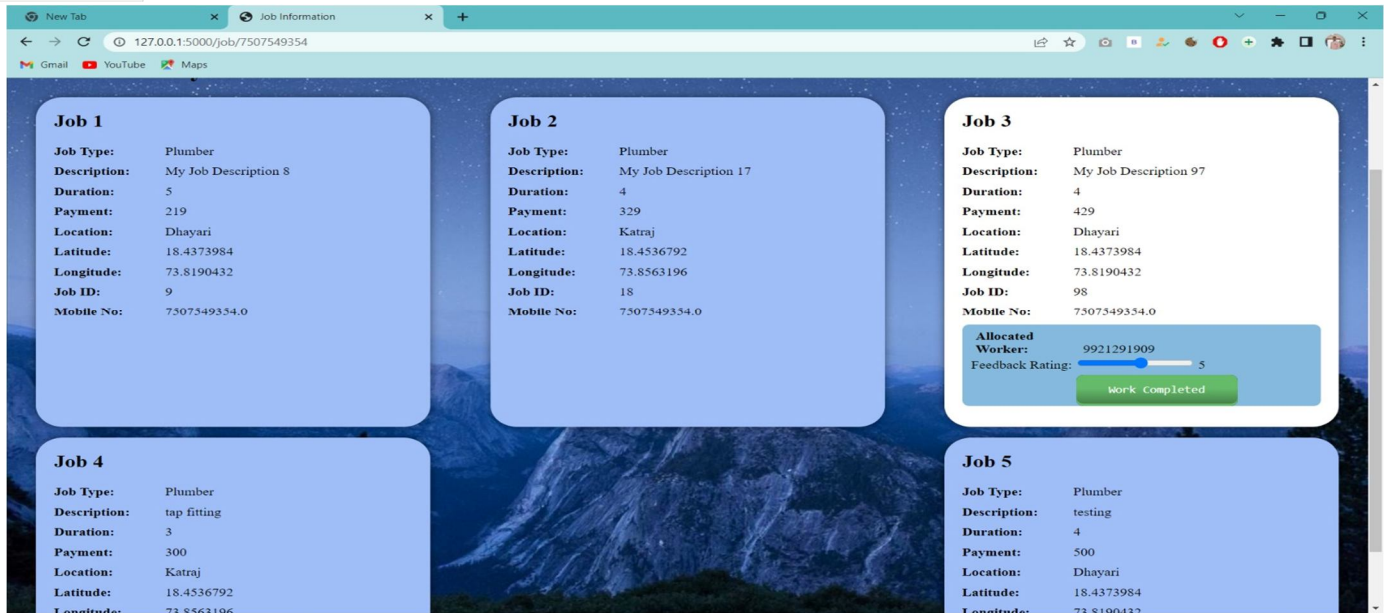 New Tab
Job Information
127.0.0.1:5000/job/7507549354
Gmail YouTube Maps
Job 1
Job Type: Plumber
Description: My Job Description 8
Duration: 5
Payment: 219
Location: Dhayari
Latitude: 18.4373984
Longitude: 73.8190432
Job ID: 9
Mobile No: 7507549354.0
Job 2
Job Type: Plumber
Description: My Job Description 17
Duration: 4
Payment: 329
Location: Katraj
Latitude: 18.4536792
Longitude: 73.8563196
Job ID: 18
Mobile No: 7507549354.0
Job 3
Job Type: Plumber
Description: My Job Description 97
Duration: 4
Payment: 429
Location: Dhayari
Latitude: 18.4373984
Longitude: 73.8190432
Job ID: 98
Mobile No: 7507549354.0
Allocated
Worker: 9921291909
Feedback Rating: 5
Work Completed
Job 4
Job Type: Plumber
Description: tap fitting
Duration: 3
Payment: 300
Location: Katraj
Latitude: 18.4536792
Longitude: 73.8563196
Job 5
Job Type: Plumber
Description: testing
Duration: 4
Payment: 500
Location: Dhayari
Latitude: 18.4373984
Longitude: 73.8190432